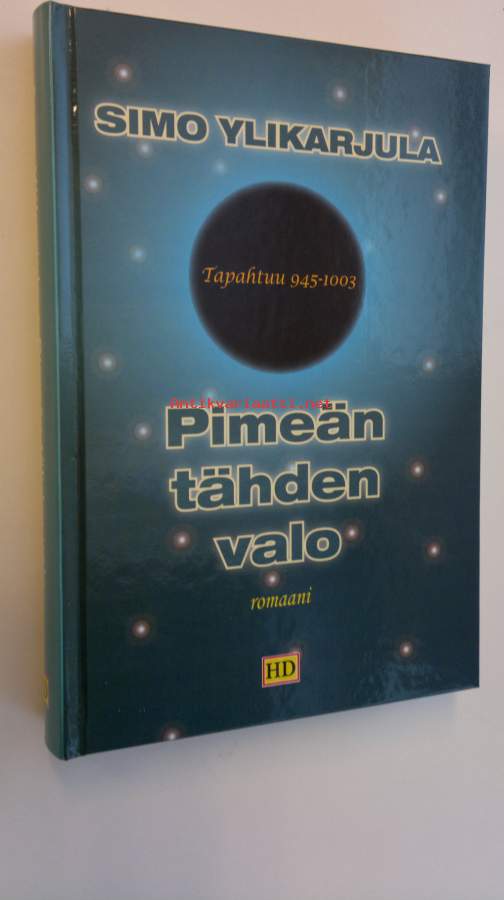 SIMO YLIKARJULA
Tapahtuu 945-1003
Antikvariaatti.net
Pimeän
tähden
valo
romaani
HD